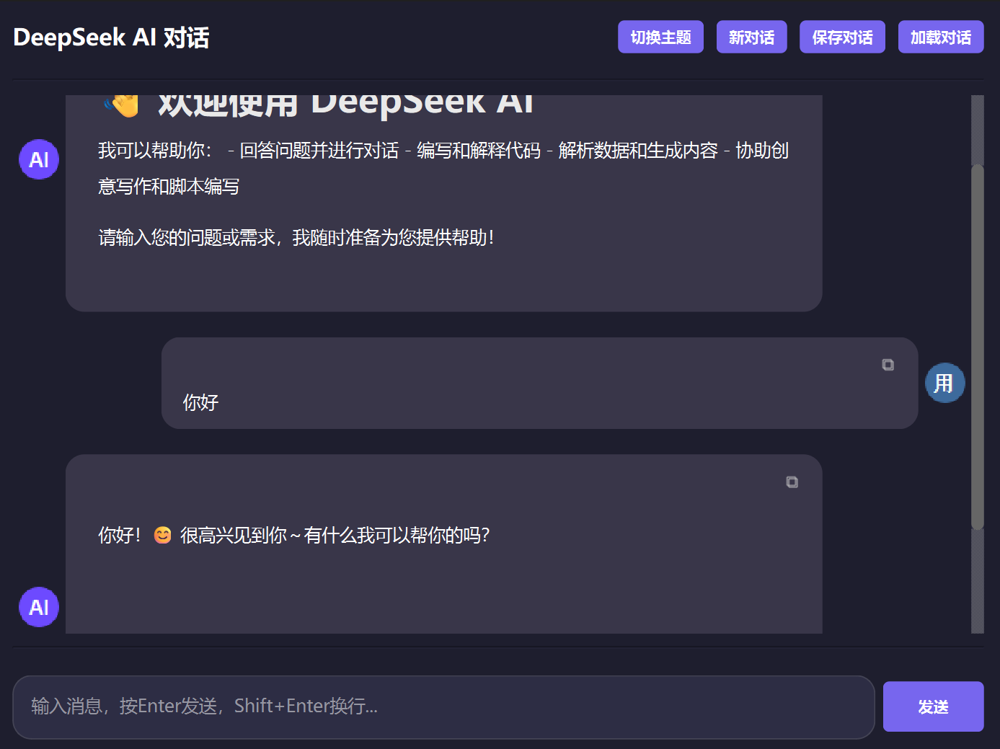 DeepSeek AI 对话
切换主题
新对话
保存对话
加载对话
👋 欢迎使用 DeepSeek AI
AI
我可以帮助你： - 回答问题并进行对话 - 编写和解释代码 - 解析数据和生成内容 - 协助创
意写作和脚本编写
请输入您的问题或需求，我随时准备为您提供帮助！
用
你好
你好！😊 很高兴见到你～有什么我可以帮你的吗？
AI
输入消息，按Enter发送，Shift+Enter换行...
发送